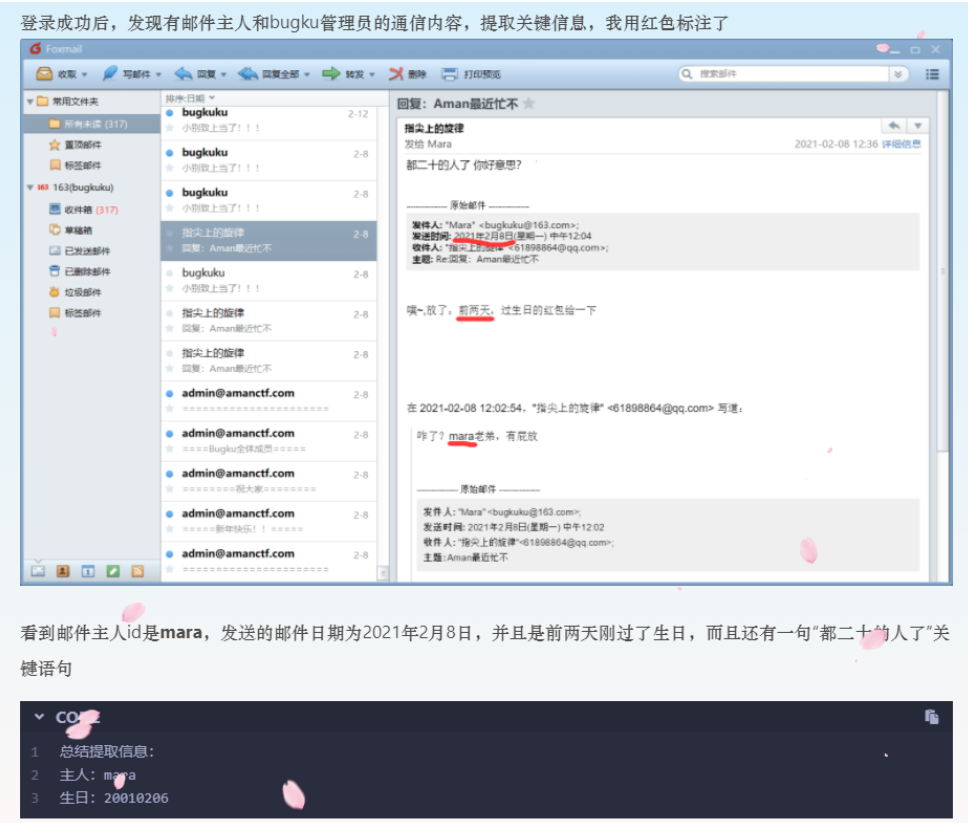 登录成功后，发现有邮件主人和bugku管理员的通信内容，提取关键信息，我用红色标注了
Foxmail
收取 写邮件 回复 回复全部 转发 删除 打印预览 搜索邮件
常用文件夹
所有未读 (317)
置顶邮件
标签邮件
163(bugkuku)
收件箱 (317)
草稿箱
已发送邮件
已删除邮件
垃圾邮件
标签邮件
排序:日期
bugkuku 2-12
小别致上当了！！！
bugkuku 2-8
小别致上当了！！！
bugkuku 2-8
小别致上当了！！！
指尖上的旋律 2-8
回复：Aman最近忙不
bugkuku 2-8
小别致上当了！！！
指尖上的旋律 2-8
回复：Aman最近忙不
指尖上的旋律 2-8
回复：Aman最近忙不
admin@amanctf.com 2-8
=======================
admin@amanctf.com 2-8
====Bugku全体成员=====
admin@amanctf.com 2-8
========祝大家========
admin@amanctf.com 2-8
=====新年快乐！！=====
admin@amanctf.com 2-8
=======================
回复：Aman最近忙不
指尖上的旋律
发给 Mara 2021-02-08 12:36 详细信息
都二十的人了 你好意思?
原始邮件
发件人: "Mara" <bugkuku@163.com>;
发送时间: 2021年2月8日(星期一) 中午12:04
收件人: "指尖上的旋律" <61898864@qq.com>;
主题: Re:回复：Aman最近忙不
噗~,放了。前两天，过生日的红包给一下
在 2021-02-08 12:02:54，"指尖上的旋律" <61898864@qq.com> 写道：
咋了？mara老弟，有屁放
原始邮件
发件人: "Mara"<bugkuku@163.com>;
发送时间: 2021年2月8日(星期一) 中午12:02
收件人: "指尖上的旋律"<61898864@qq.com>;
主题:Aman最近忙不
看到邮件主人id是mara，发送的邮件日期为2021年2月8日，并且是前两天刚过了生日，而且还有一句“都二十的人了”关
键语句
CODE
1 总结提取信息：
2 主人：mara
3 生日：20010206